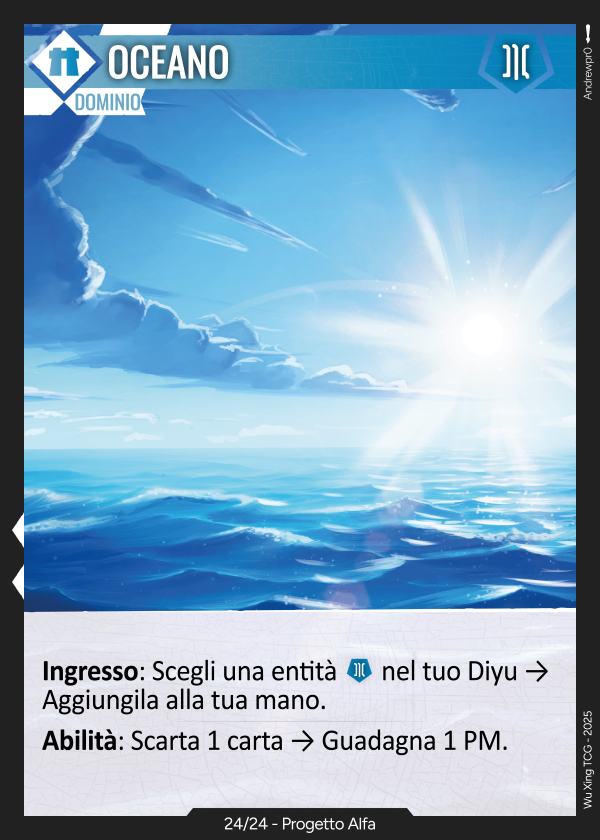 OCEANO
DOMINIO
Andrewpr0
Ingresso: Scegli una entità nel tuo Diyu →
Aggiungila alla tua mano.
Abilità: Scarta 1 carta → Guadagna 1 PM.
Wu Xing TCG - 2025
24/24 - Progetto Alfa